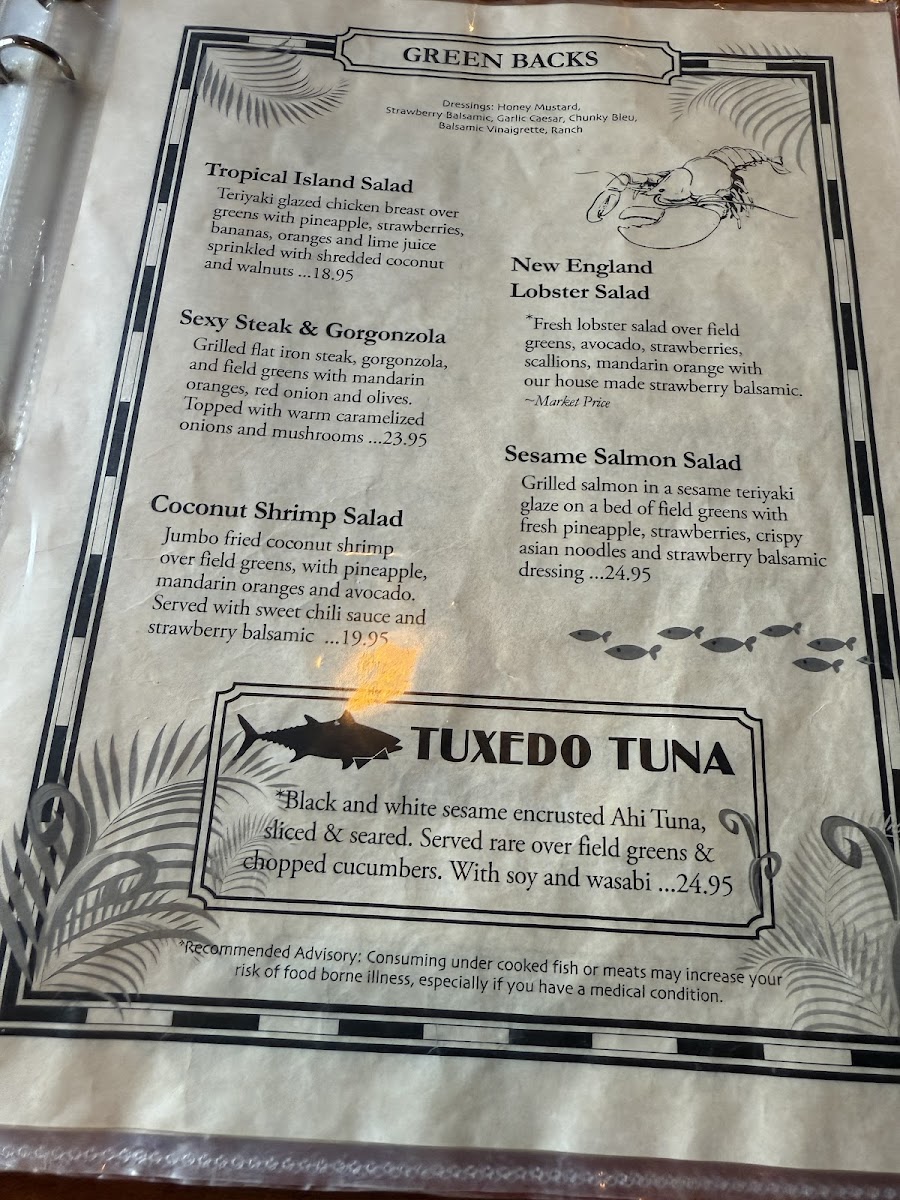 GREEN BACKS
Dressings: Honey Mustard,
Strawberry Balsamic, Garlic Caesar, Chunky Bleu,
Balsamic Vinaigrette, Ranch
Tropical Island Salad
Teriyaki glazed chicken breast over
greens with pineapple, strawberries,
bananas, oranges and lime juice
sprinkled with shredded coconut
and walnuts ...18.95
Sexy Steak & Gorgonzola
Grilled flat iron steak, gorgonzola,
and field greens with mandarin
oranges, red onion and olives.
Topped with warm caramelized
onions and mushrooms ...23.95
Coconut Shrimp Salad
Jumbo fried coconut shrimp
over field greens, with pineapple,
mandarin oranges and avocado.
Served with sweet chili sauce and
strawberry balsamic ...19.95
New England
Lobster Salad
*Fresh lobster salad over field
greens, avocado, strawberries,
scallions, mandarin orange with
our house made strawberry balsamic.
~Market Price
Sesame Salmon Salad
Grilled salmon in a sesame teriyaki
glaze on a bed of field greens with
fresh pineapple, strawberries, crispy
asian noodles and strawberry balsamic
dressing ...24.95
TUXEDO TUNA
*Black and white sesame encrusted Ahi Tuna,
sliced & seared. Served rare over field greens &
chopped cucumbers. With soy and wasabi ...24.95
*Recommended Advisory: Consuming under cooked fish or meats may increase your
risk of food borne illness, especially if you have a medical condition.